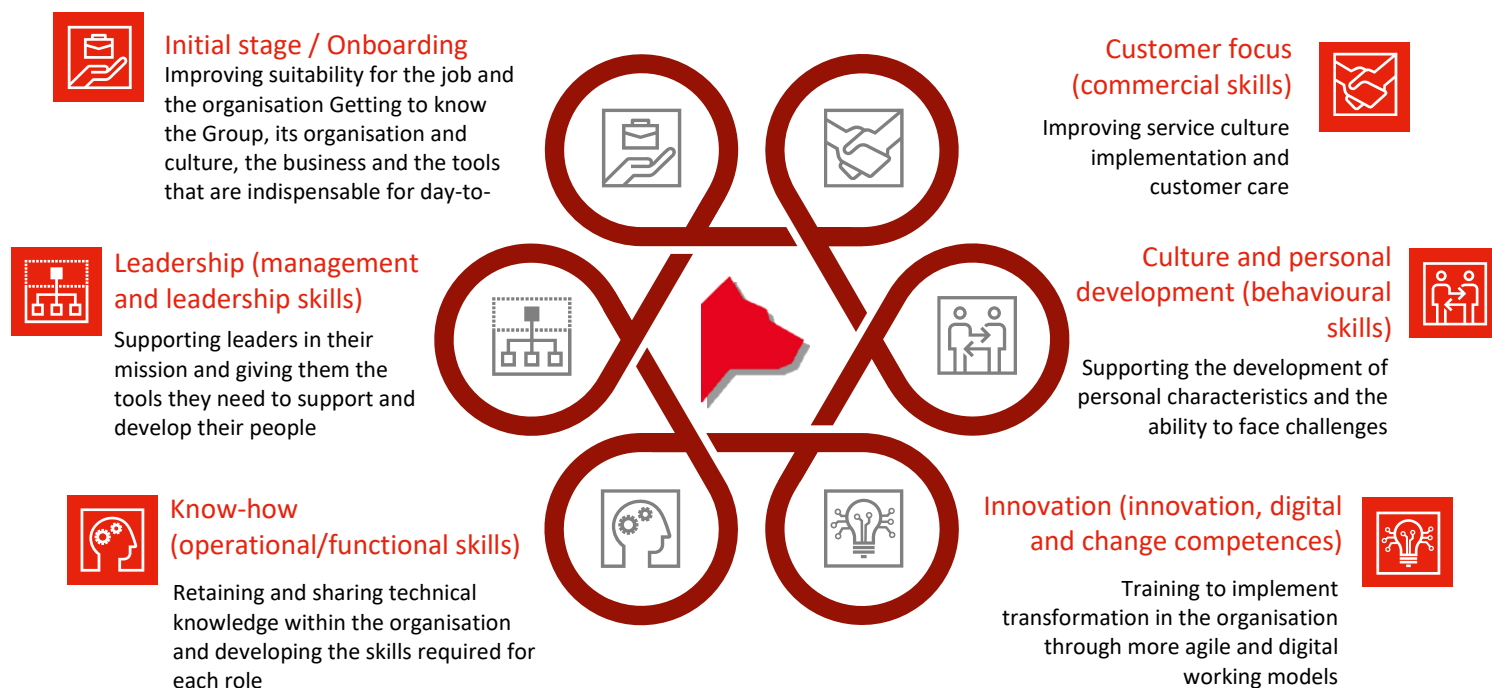 Initial stage / Onboarding
Improving suitability for the job and
the organisation Getting to know
the Group, its organisation and
culture, the business and the tools
that are indispensable for day-to-
Leadership (management
and leadership skills)
Supporting leaders in their
mission and giving them the
tools they need to support and
develop their people
Know-how
(operational/functional skills)
Retaining and sharing technical
knowledge within the organisation
and developing the skills required for
each role
Customer focus
(commercial skills)
Improving service culture
implementation and
customer care
Culture and personal
development (behavioural
skills)
Supporting the development of
personal characteristics and the
ability to face challenges
Innovation (innovation, digital
and change competences)
Training to implement
transformation in the organisation
through more agile and digital
working models